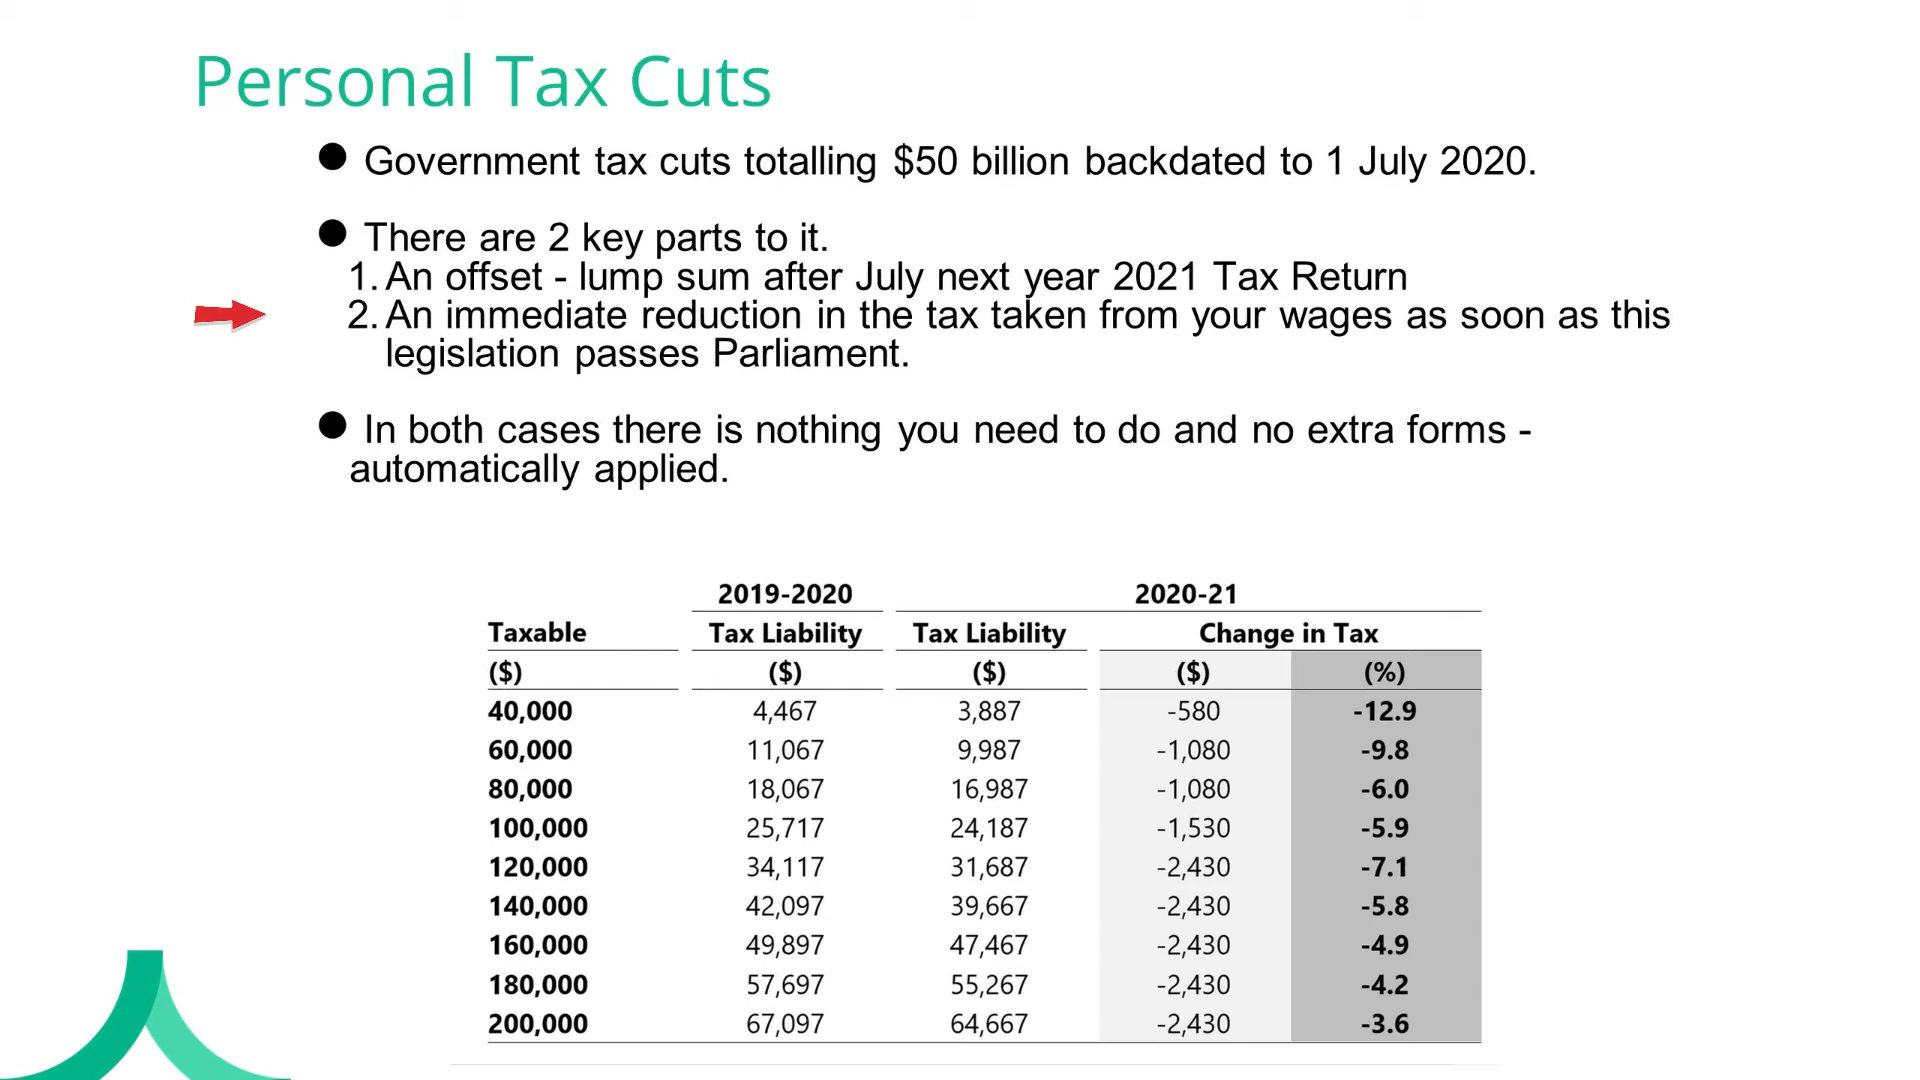 Personal Tax Cuts
● Government tax cuts totalling $50 billion backdated to 1 July 2020.
● There are 2 key parts to it.
1. An offset - lump sum after July next year 2021 Tax Return
2. An immediate reduction in the tax taken from your wages as soon as this
legislation passes Parliament.
● In both cases there is nothing you need to do and no extra forms -
automatically applied.
2019-2020 2020-21
Taxable Tax Liability Tax Liability Change in Tax
($) ($) ($) ($) (%)
40,000 4,467 3,887 -580 -12.9
60,000 11,067 9,987 -1,080 -9.8
80,000 18,067 16,987 -1,080 -6.0
100,000 25,717 24,187 -1,530 -5.9
120,000 34,117 31,687 -2,430 -7.1
140,000 42,097 39,667 -2,430 -5.8
160,000 49,897 47,467 -2,430 -4.9
180,000 57,697 55,267 -2,430 -4.2
200,000 67,097 64,667 -2,430 -3.6